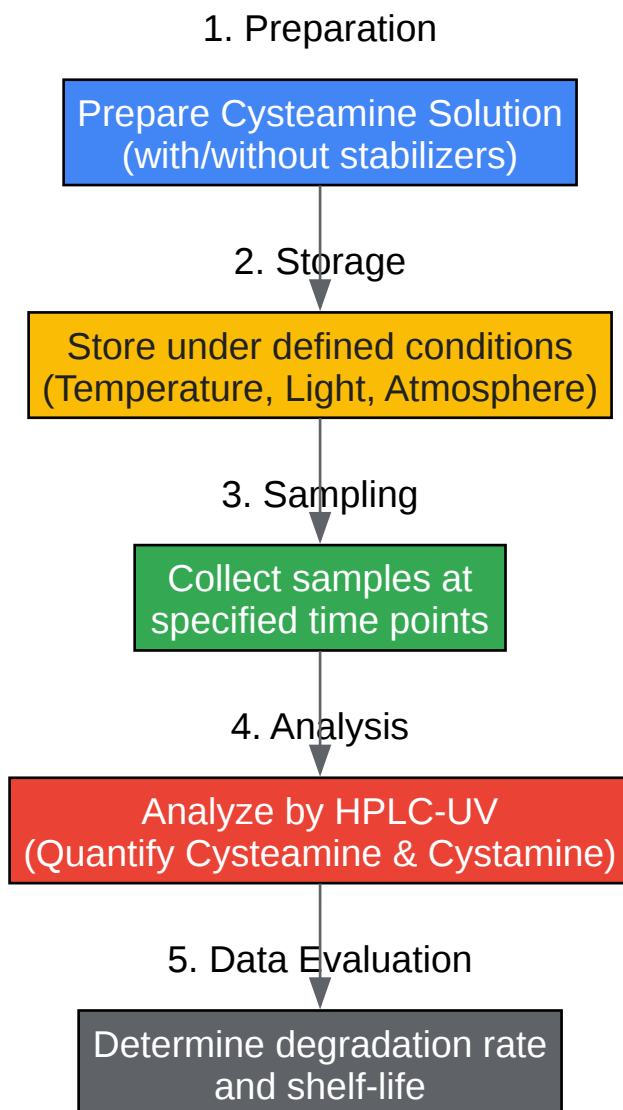 1. Preparation
Prepare Cysteamine Solution
(with/without stabilizers)
2. Storage
Store under defined conditions
(Temperature, Light, Atmosphere)
3. Sampling
Collect samples at
specified time points
4. Analysis
Analyze by HPLC-UV
(Quantify Cysteamine & Cystamine)
5. Data Evaluation
Determine degradation rate
and shelf-life